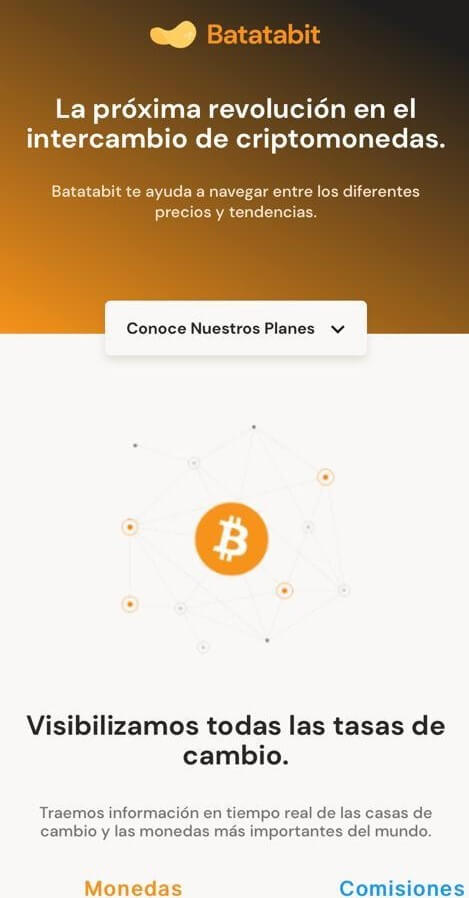 Batatabit
La próxima revolución en el
intercambio de criptomonedas.
Batatabit te ayuda a navegar entre los diferentes
precios y tendencias.
Conoce Nuestros Planes
Visibilizamos todas las tasas de
cambio.
Traemos información en tiempo real de las casas de
cambio y las monedas más importantes del mundo.
Monedas
Comisiones